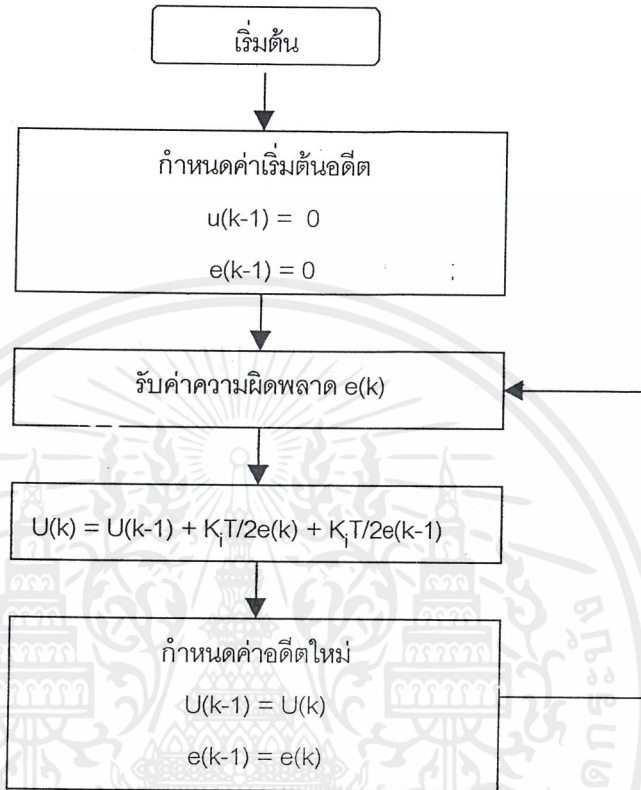 เริ่มต้น
กำหนดค่าเริ่มต้นอดีต
u(k-1) = 0
e(k-1) = 0 ;
รับค่าความผิดพลาด e(k)
U(k) = U(k-1) + KᵢT/2e(k) + KᵢT/2e(k-1)
กำหนดค่าอดีตใหม่
U(k-1) = U(k)
e(k-1) = e(k)